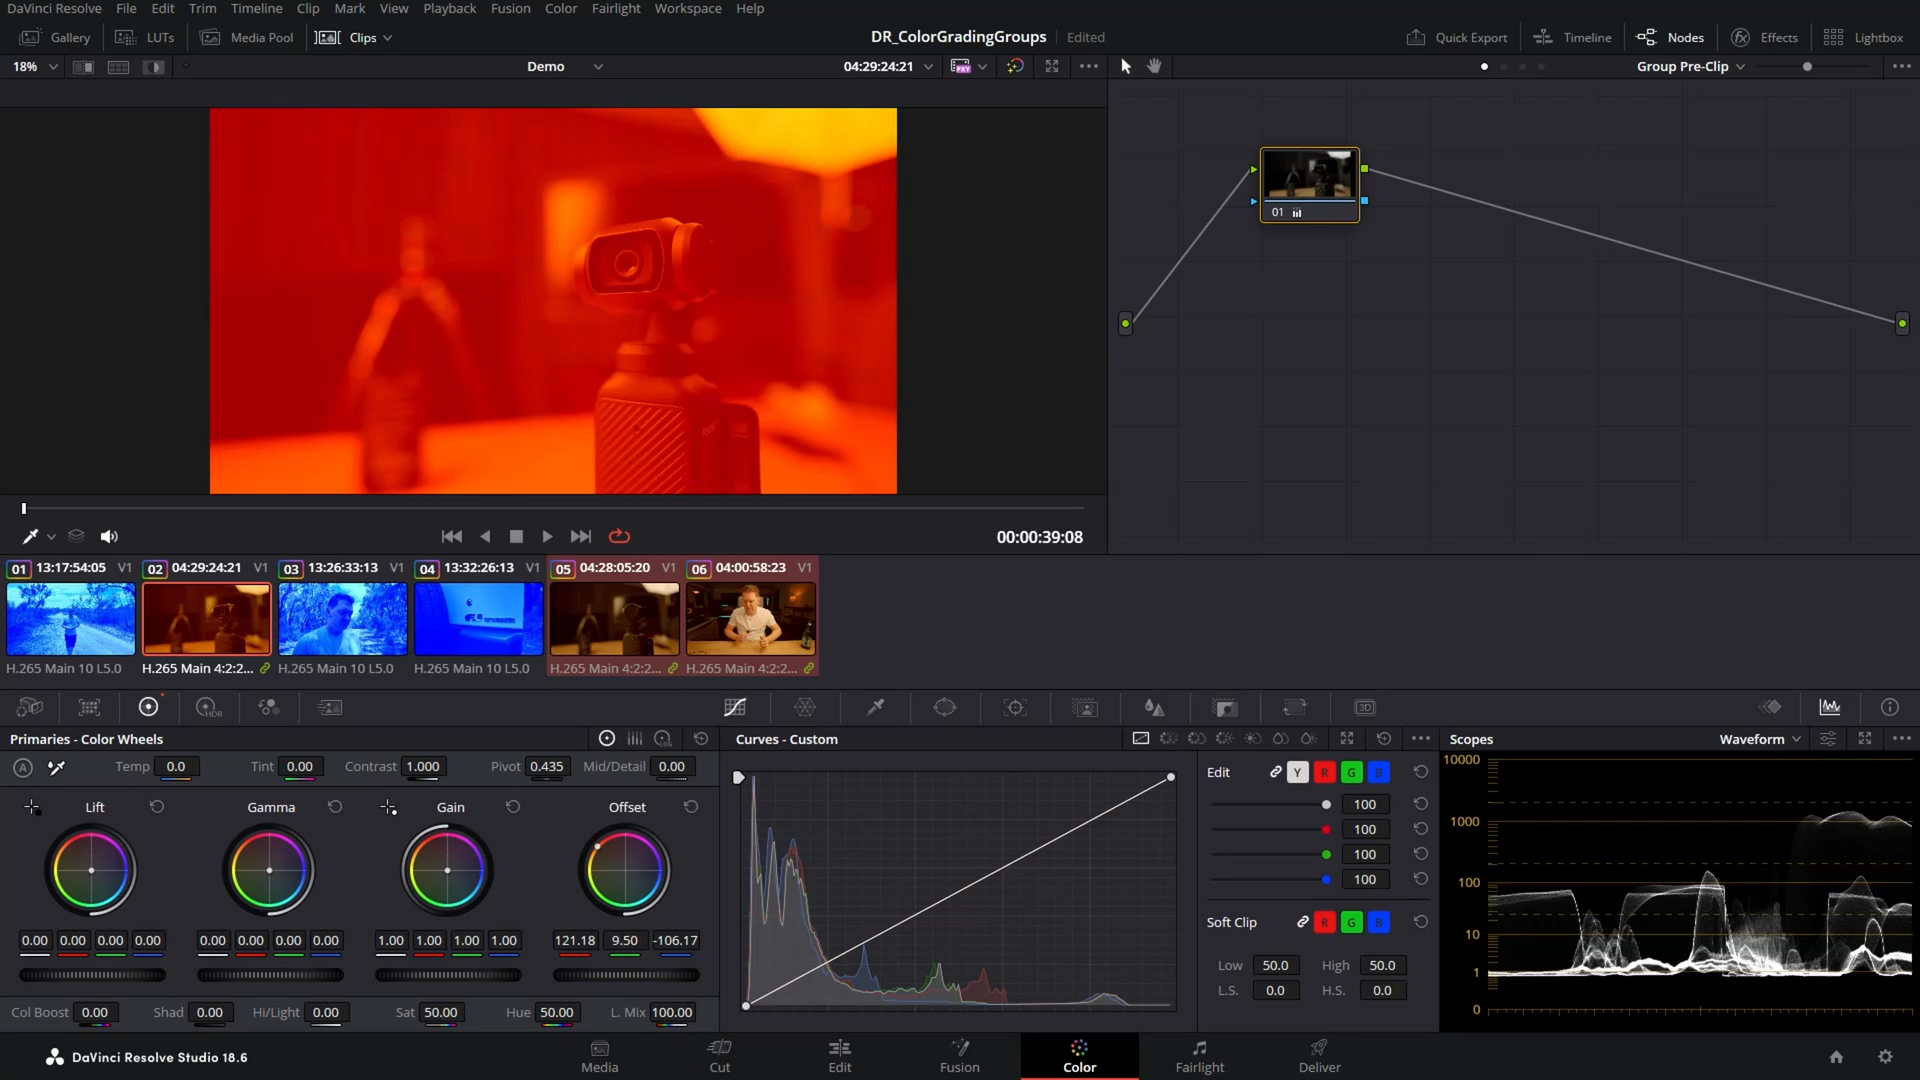 DaVinci Resolve File Edit Trim Timeline Clip Mark View Playback Fusion Color Fairlight Workspace Help
Gallery LUTs Media Pool Clips DR_ColorGradingGroups Edited Quick Export Timeline Nodes Effects Lightbox
18% Demo 04:29:24:21 Group Pre-Clip
01
00:00:39:08
01 13:17:54:05 V1 02 04:29:24:21 V1 03 13:26:33:13 V1 04 13:32:26:13 V1 05 04:28:05:20 V1 06 04:00:58:23 V1
H.265 Main 10 L5.0 H.265 Main 4:2:2... H.265 Main 10 L5.0 H.265 Main 10 L5.0 H.265 Main 4:2:2... H.265 Main 4:2:2...
HDR 3D
Primaries - Color Wheels LOG Curves - Custom Scopes Waveform
A Temp 0.0 Tint 0.00 Contrast 1.000 Pivot 0.435 Mid/Detail 0.00
Edit Y R G B
Lift Gamma Gain Offset
100
100
100
100
Soft Clip R G B
0.00 0.00 0.00 0.00 0.00 0.00 0.00 0.00 1.00 1.00 1.00 1.00 121.18 9.50 -106.17
Low 50.0 High 50.0
L.S. 0.0 H.S. 0.0
Col Boost 0.00 Shad 0.00 Hi/Light 0.00 Sat 50.00 Hue 50.00 L. Mix 100.00
10000
1000
100
10
1
0
DaVinci Resolve Studio 18.6 Media Cut Edit Fusion Color Fairlight Deliver